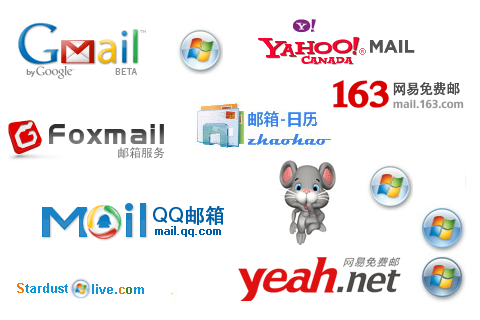 Gmail™
by Google BETA
Y!
YAHOO!® MAIL
CANADA
163 网易免费邮
mail.163.com
Foxmail
邮箱服务
邮箱-日历
zhaohao
Mail QQ邮箱
mail.qq.com
网易免费邮
yeah.net
Stardust live.com